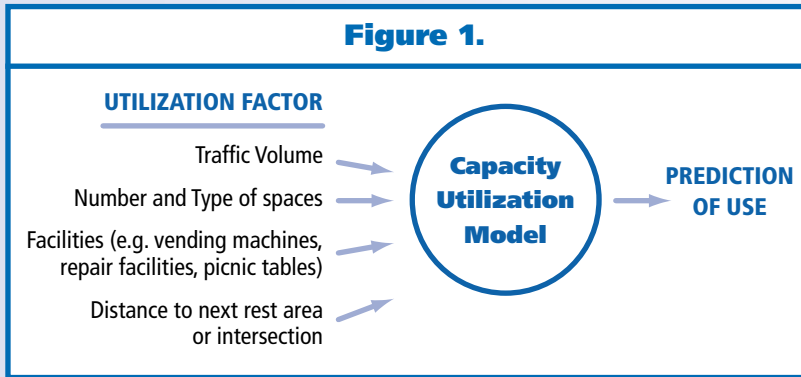 Figure 1.
UTILIZATION FACTOR
Traffic Volume
Number and Type of spaces
Facilities (e.g. vending machines,
repair facilities, picnic tables)
Distance to next rest area
or intersection
Capacity
Utilization
Model
PREDICTION
OF USE